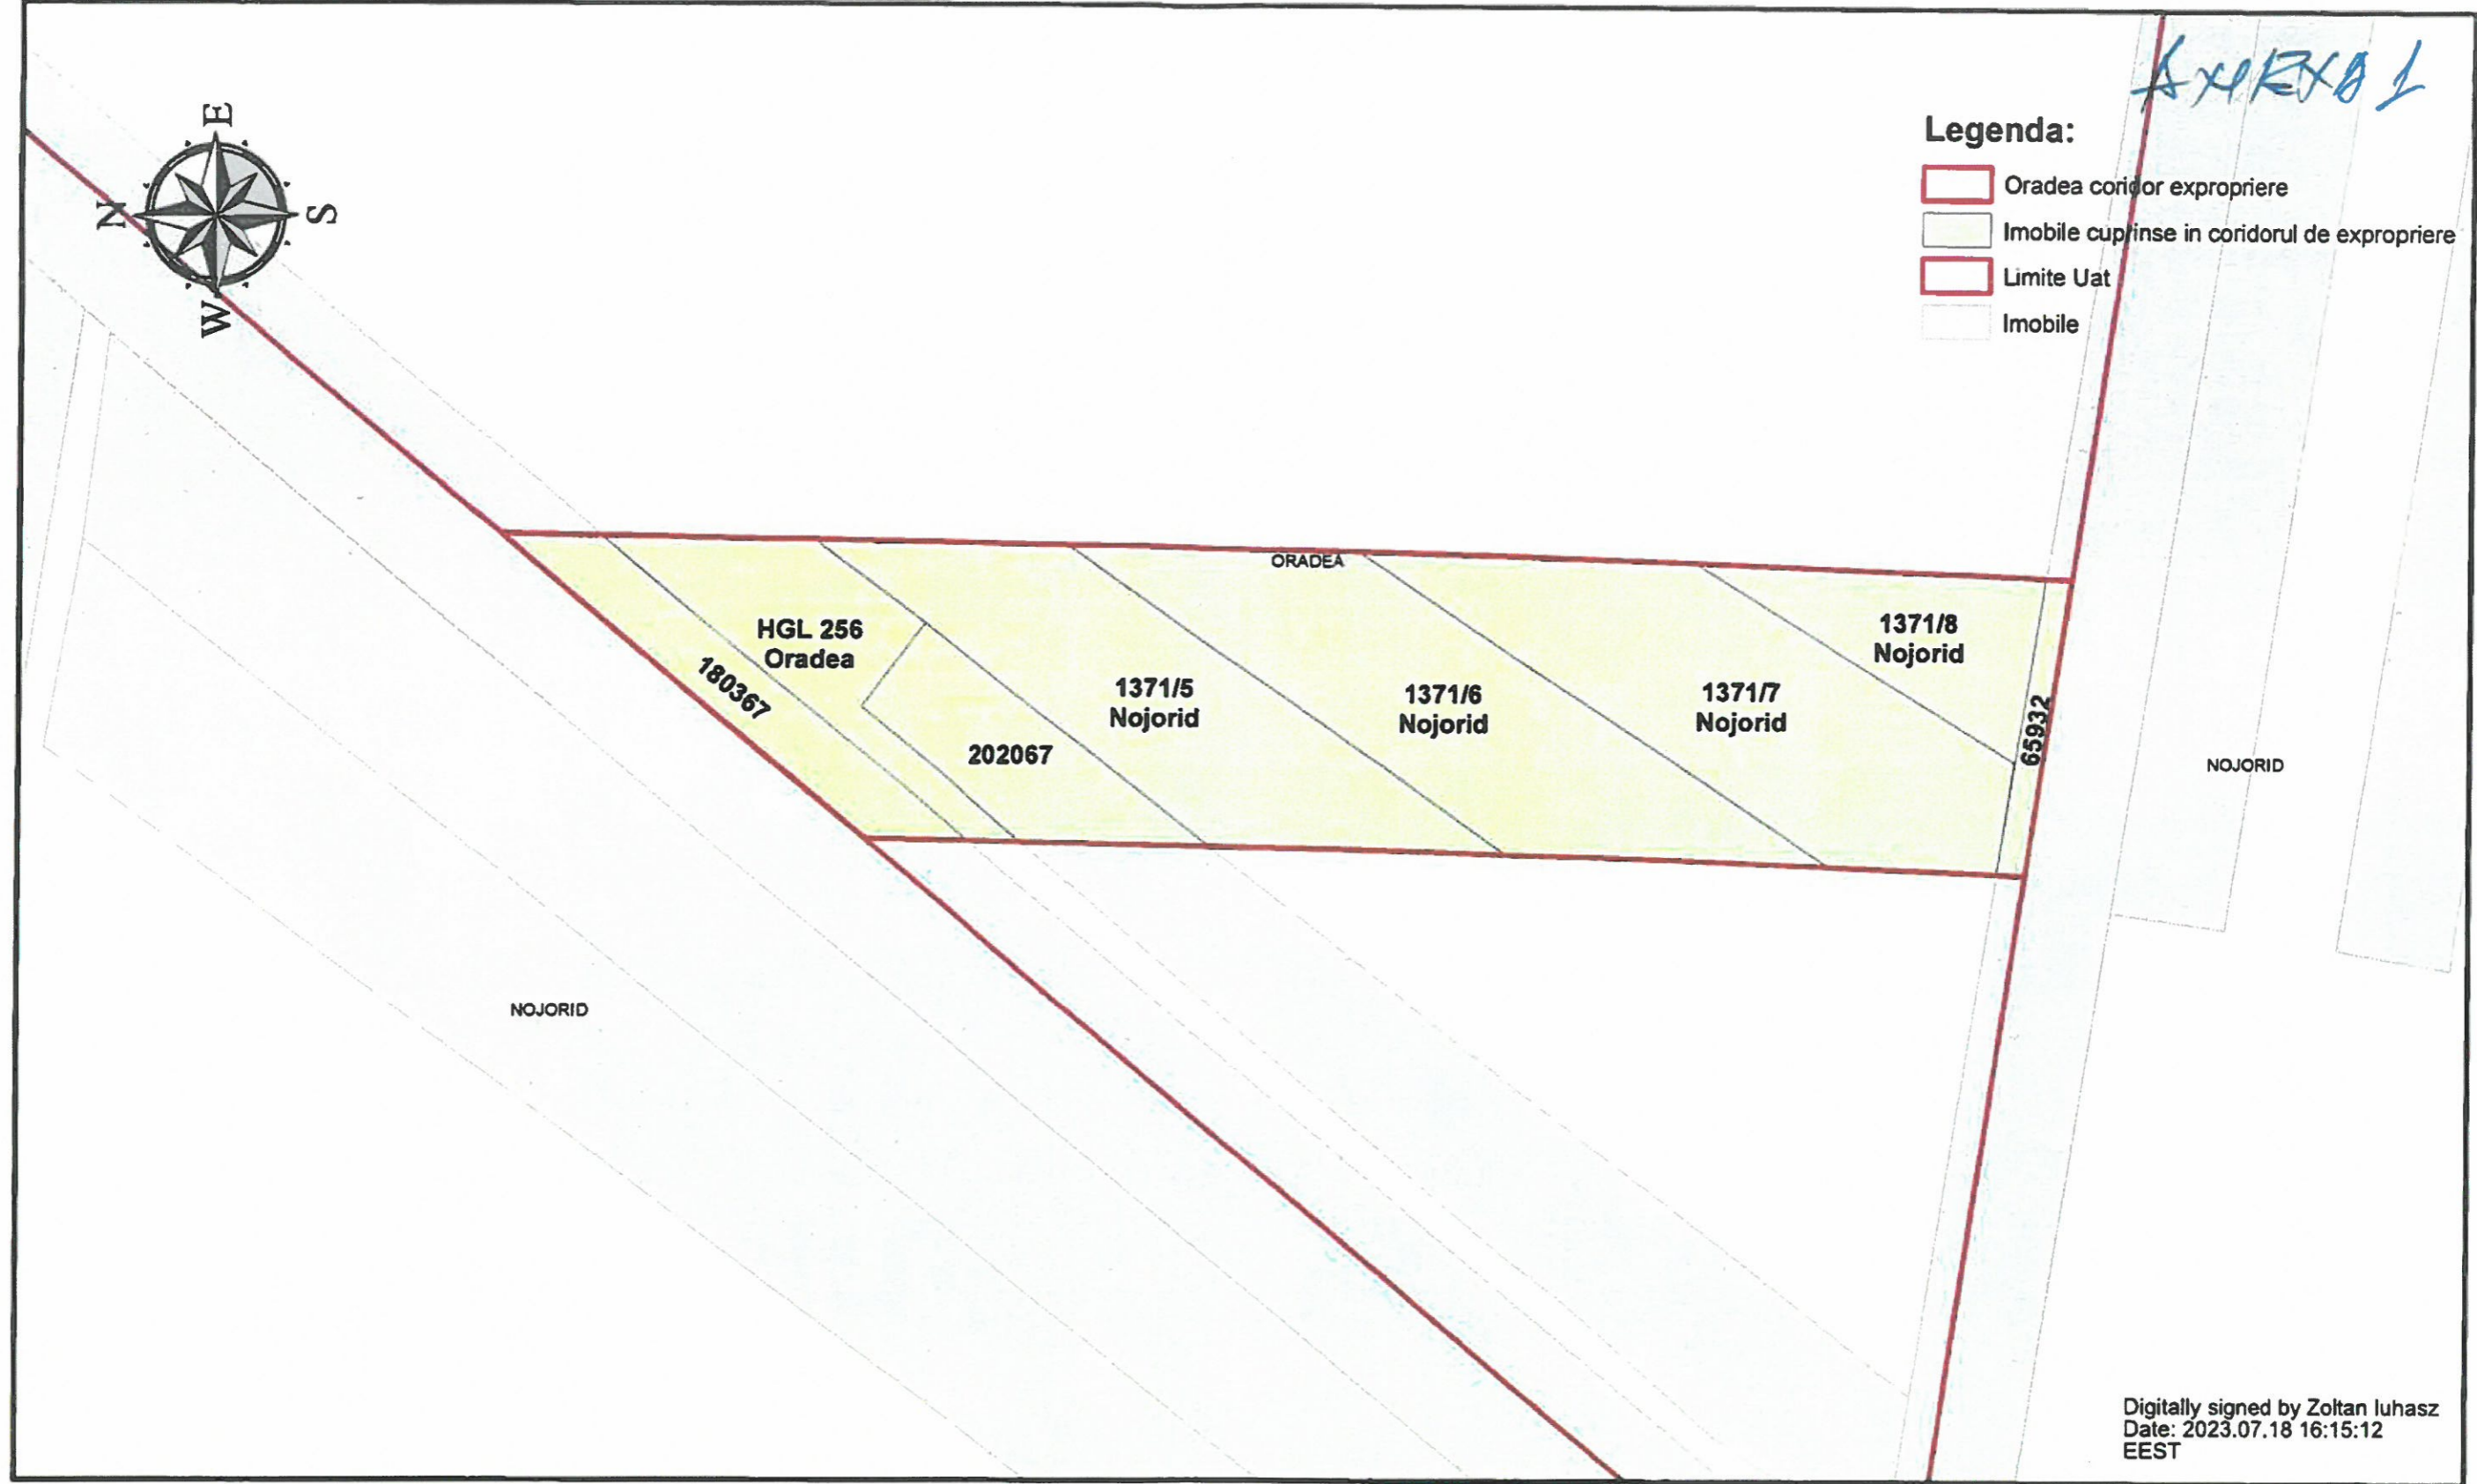 ANEXA 1
E
N
S
W
Legenda:
Oradea coridor expropriere
Imobile cuprinse in coridorul de expropriere
Limite Uat
Imobile
ORADEA
HGL 256
Oradea
180367
202067
1371/5
Nojorid
1371/6
Nojorid
1371/7
Nojorid
1371/8
Nojorid
65932
NOJORID
NOJORID
Digitally signed by Zoltan Iuhasz
Date: 2023.07.18 16:15:12
EEST